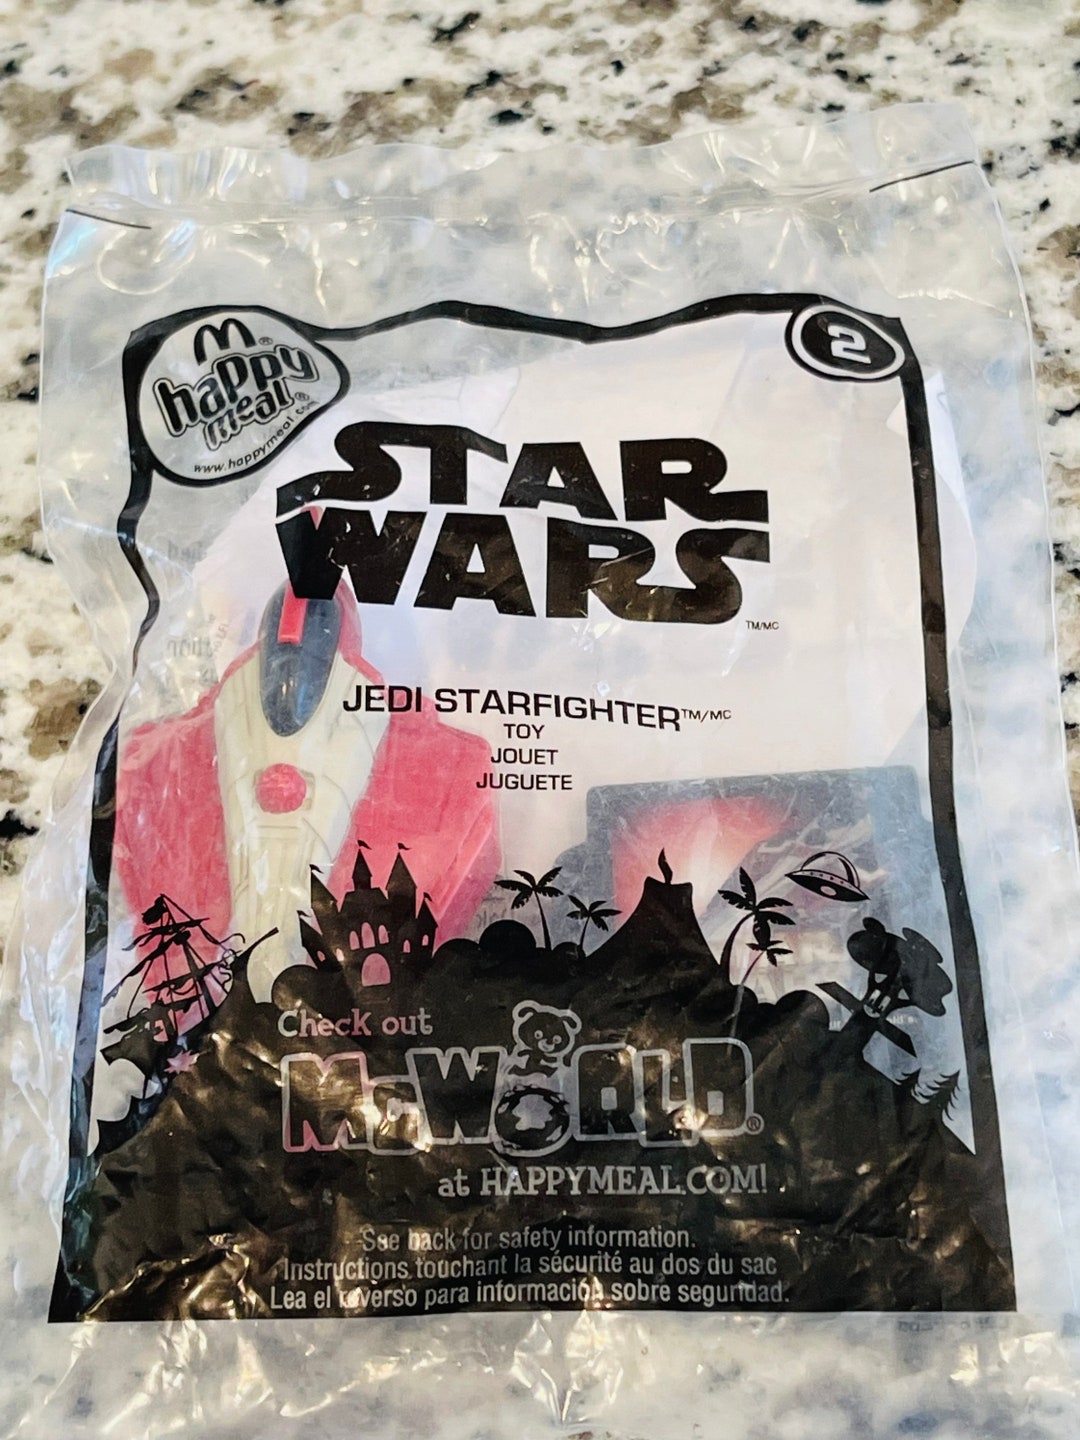 M®
happy
meal®
www.happymeal.com
2
STAR
WARS
TM/MC
JEDI STARFIGHTER™/MC
TOY
JOUET
JUGUETE
Check out
McWORLD®
at HAPPYMEAL.COM!
See back for safety information.
Instructions touchant la sécurité au dos du sac
Lea el reverso para información sobre seguridad.